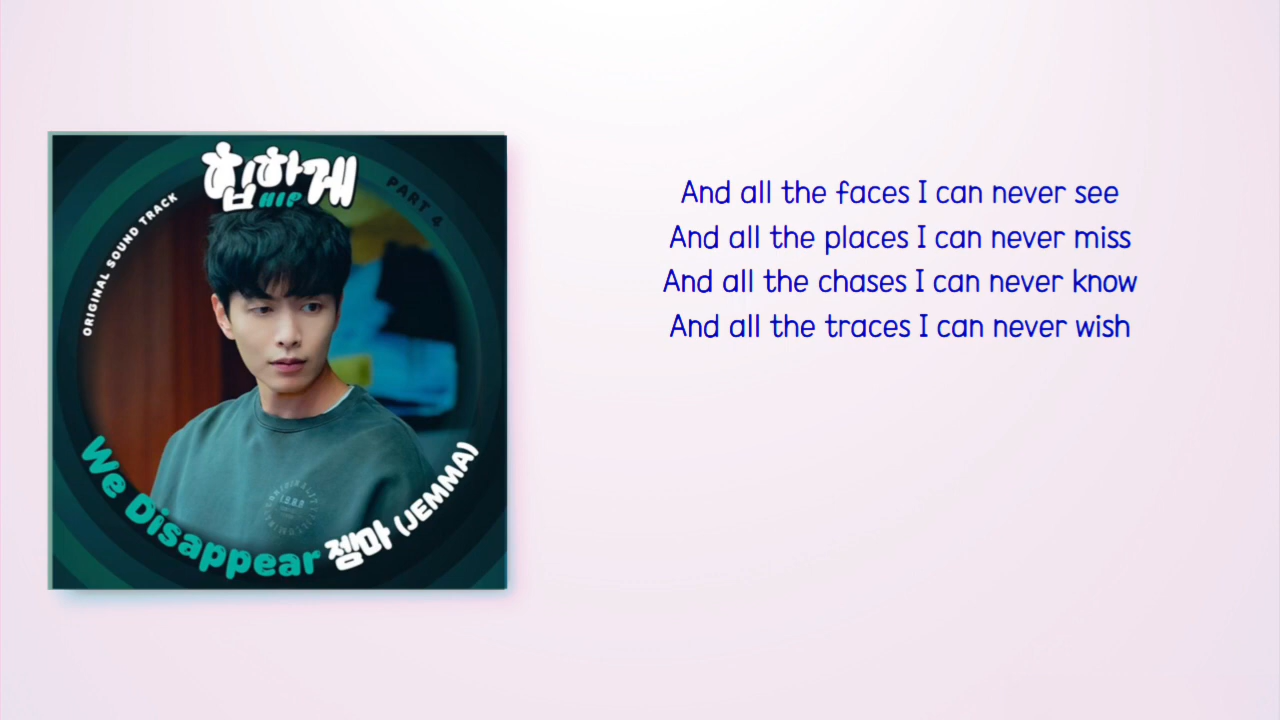 힙하게
HIP
ORIGINAL SOUND TRACK
PART 4
We Disappear 젬마 (JEMMA)
1980
And all the faces I can never see
And all the places I can never miss
And all the chases I can never know
And all the traces I can never wish